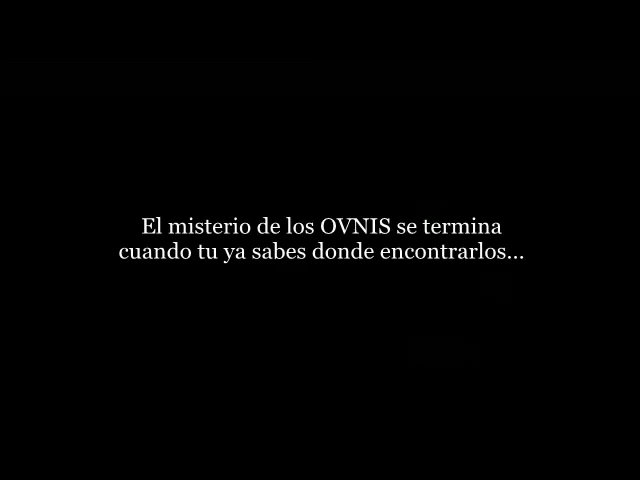 El misterio de los OVNIS se termina
cuando tu ya sabes donde encontrarlos...